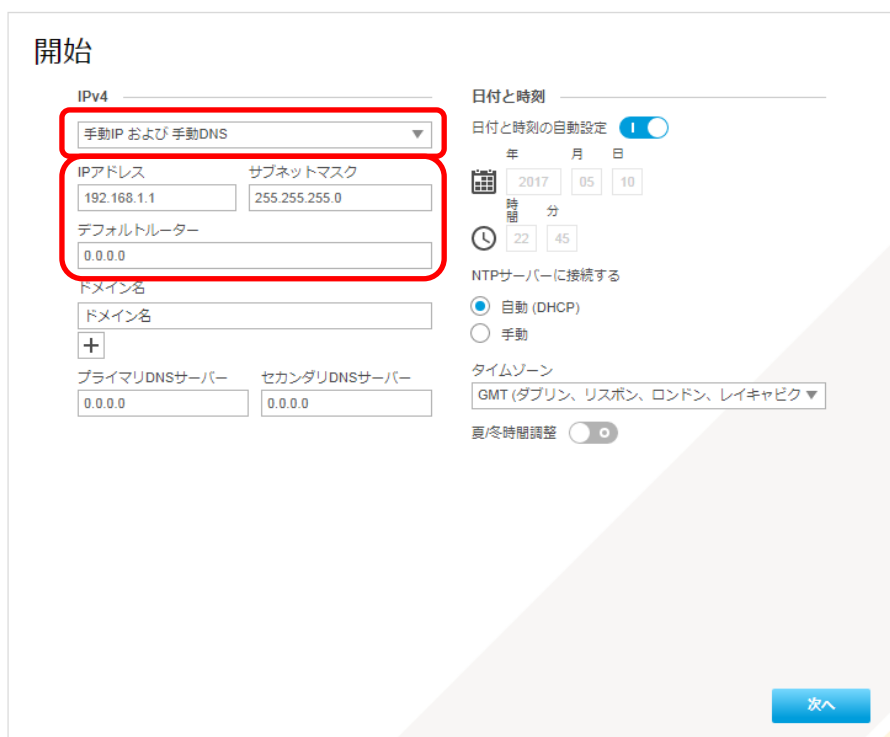 開始
IPv4
手動IP および 手動DNS
IPアドレス サブネットマスク
192.168.1.1 255.255.255.0
デフォルトルーター
0.0.0.0
ドメイン名
ドメイン名
プライマリDNSサーバー セカンダリDNSサーバー
0.0.0.0 0.0.0.0
日付と時刻
日付と時刻の自動設定
年 月 日
2017 05 10
時間 分
22 45
NTPサーバーに接続する
自動 (DHCP)
手動
タイムゾーン
GMT (ダブリン、リスボン、ロンドン、レイキャビク
夏/冬時間調整
次へ